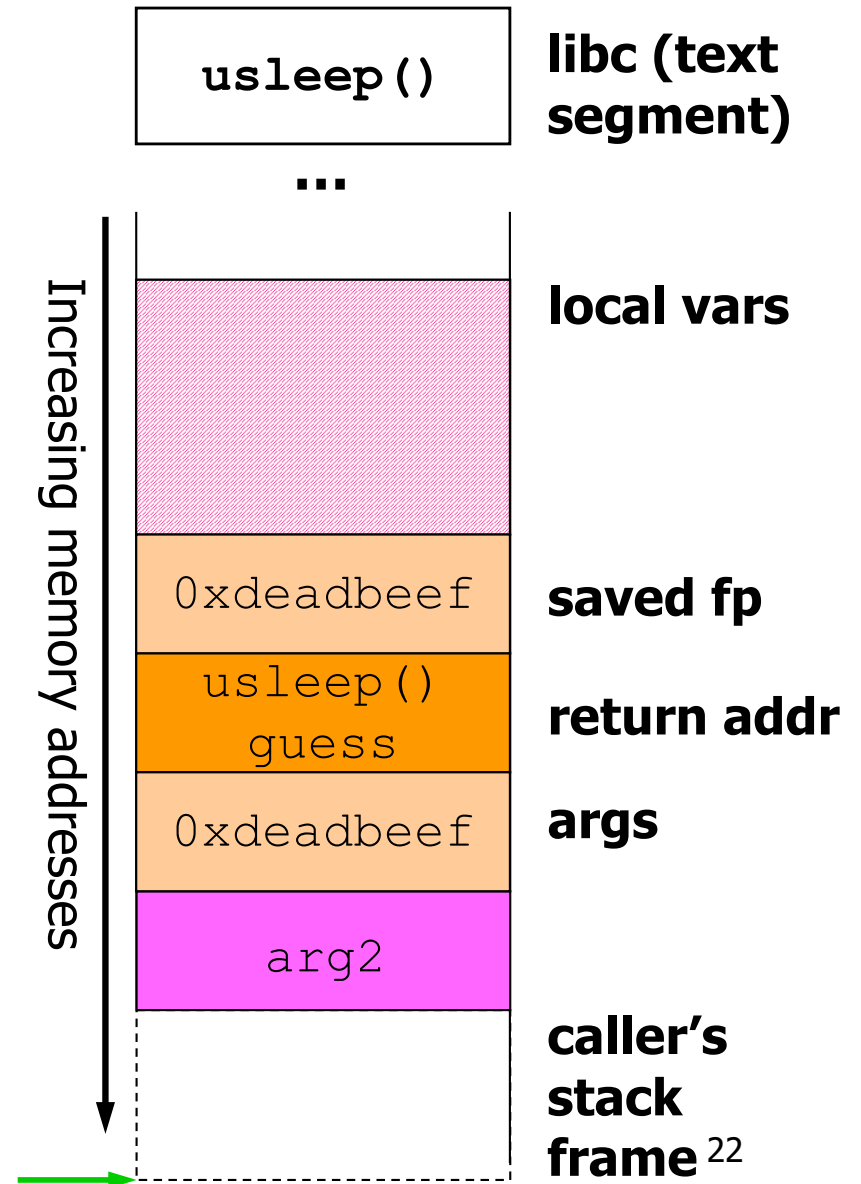 usleep()
libc (text
segment)
...
Increasing memory addresses
local vars
0xdeadbeef
saved fp
usleep()
guess
return addr
0xdeadbeef
args
arg2
caller’s
stack
frame 22